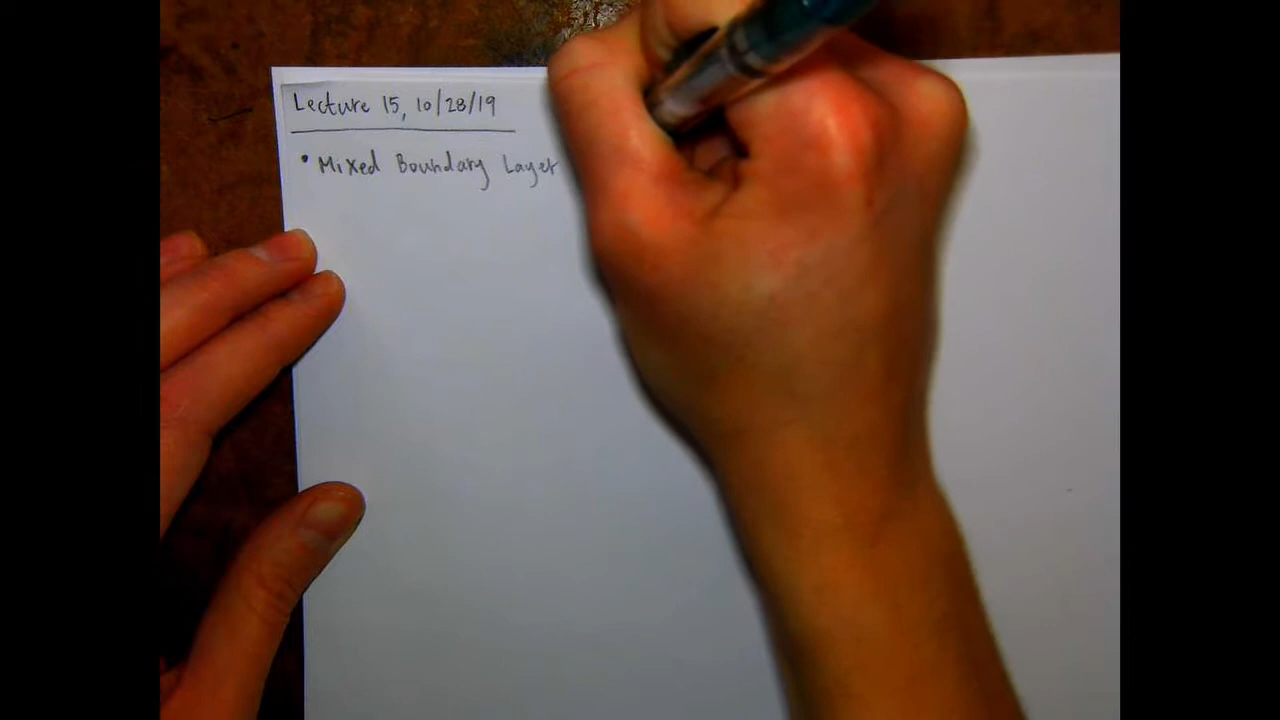 Lecture 15, 10/28/19
• Mixed Boundary Layer